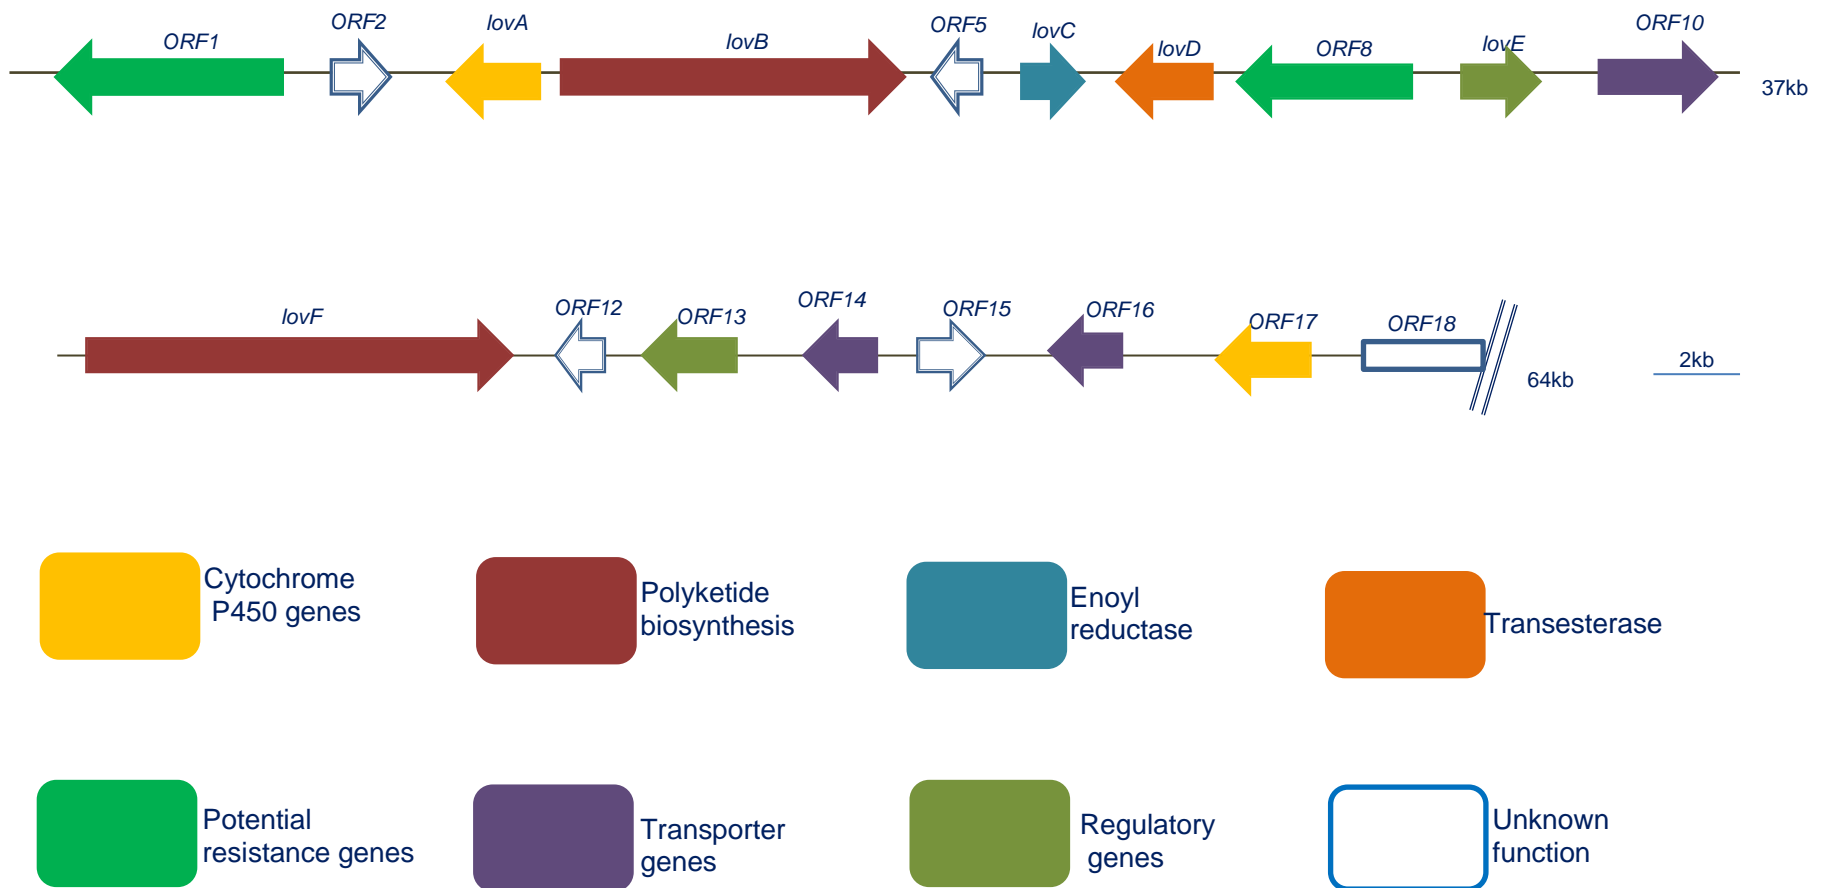 ORF1
ORF2
lovA
lovB
ORF5
lovC
lovD
ORF8
lovE
ORF10
37kb
lovF
ORF12
ORF13
ORF14
ORF15
ORF16
ORF17
ORF18
64kb
2kb
Cytochrome
P450 genes
Polyketide
biosynthesis
Enoyl
reductase
Transesterase
Potential
resistance genes
Transporter
genes
Regulatory
genes
Unknown
function